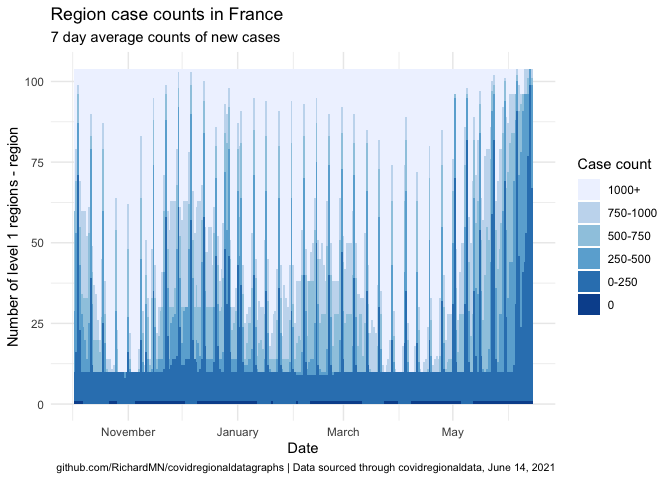 Region case counts in France
7 day average counts of new cases
Number of level 1 regions - region
100
75
50
25
0
November
January
March
May
Date
Case count
1000+
750-1000
500-750
250-500
0-250
0
github.com/RichardMN/covidregionaldatagraphs | Data sourced through covidregionaldata, June 14, 2021